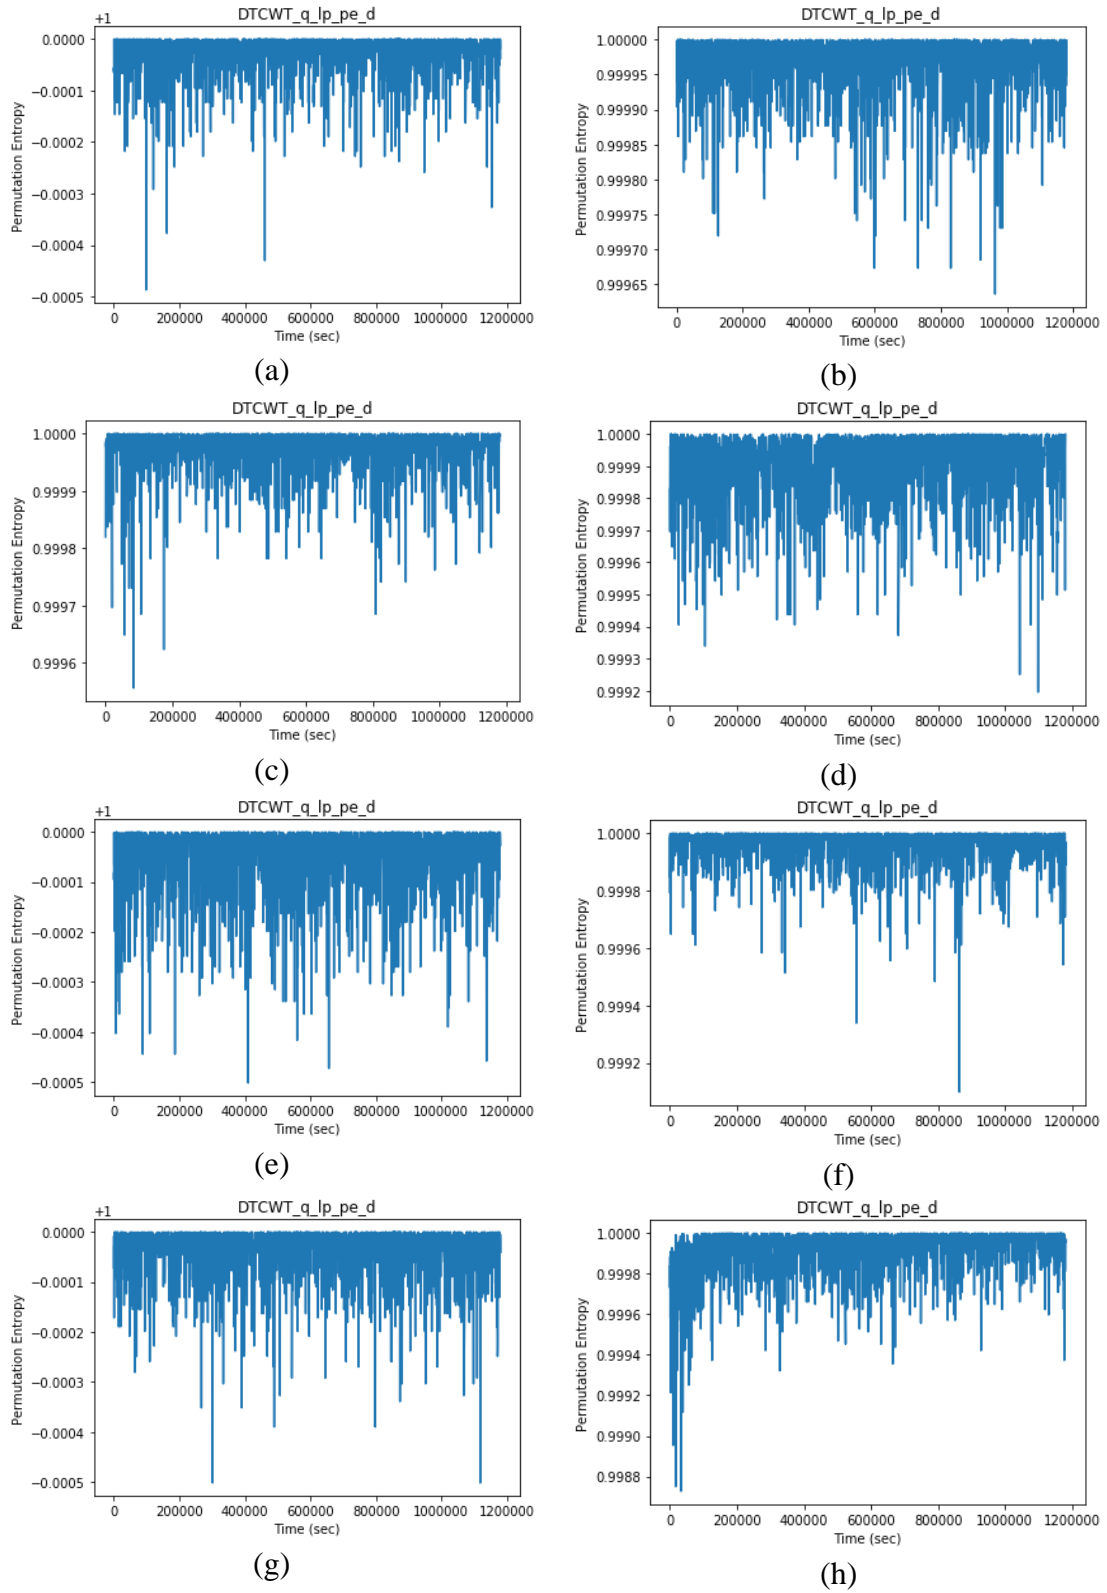 DTCWT_q_lp_pe_d
+1
Permutation Entropy
0.0000
−0.0001
−0.0002
−0.0003
−0.0004
−0.0005
0 200000 400000 600000 800000 1000000 1200000
Time (sec)
(a)
DTCWT_q_lp_pe_d
Permutation Entropy
1.00000
0.99995
0.99990
0.99985
0.99980
0.99975
0.99970
0.99965
0 200000 400000 600000 800000 1000000 1200000
Time (sec)
(b)
DTCWT_q_lp_pe_d
Permutation Entropy
1.0000
0.9999
0.9998
0.9997
0.9996
0 200000 400000 600000 800000 1000000 1200000
Time (sec)
(c)
DTCWT_q_lp_pe_d
Permutation Entropy
1.0000
0.9999
0.9998
0.9997
0.9996
0.9995
0.9994
0.9993
0.9992
0 200000 400000 600000 800000 1000000 1200000
Time (sec)
(d)
DTCWT_q_lp_pe_d
+1
Permutation Entropy
0.0000
−0.0001
−0.0002
−0.0003
−0.0004
−0.0005
0 200000 400000 600000 800000 1000000 1200000
Time (sec)
(e)
DTCWT_q_lp_pe_d
Permutation Entropy
1.0000
0.9998
0.9996
0.9994
0.9992
0 200000 400000 600000 800000 1000000 1200000
Time (sec)
(f)
DTCWT_q_lp_pe_d
+1
Permutation Entropy
0.0000
−0.0001
−0.0002
−0.0003
−0.0004
−0.0005
0 200000 400000 600000 800000 1000000 1200000
Time (sec)
(g)
DTCWT_q_lp_pe_d
Permutation Entropy
1.0000
0.9998
0.9996
0.9994
0.9992
0.9990
0.9988
0 200000 400000 600000 800000 1000000 1200000
Time (sec)
(h)